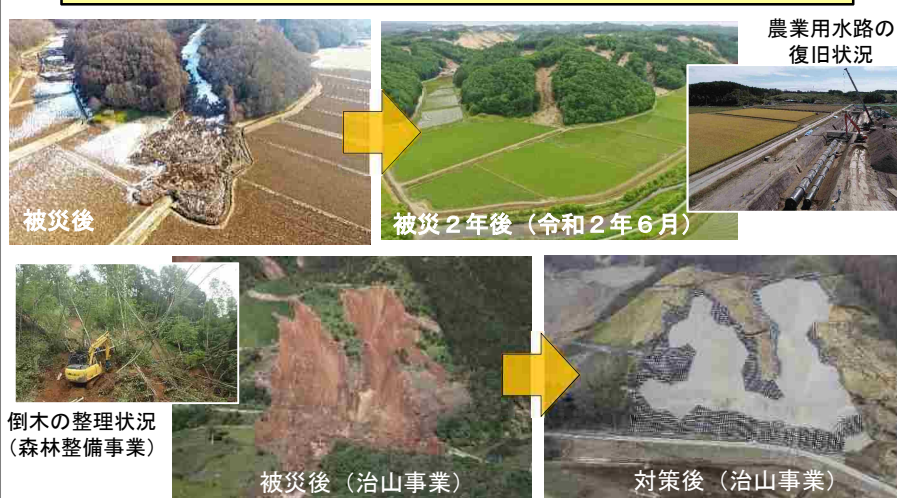 農業用水路の
復旧状況
被災後
被災２年後（令和２年６月）
倒木の整理状況
（森林整備事業）
被災後（治山事業）
対策後（治山事業）